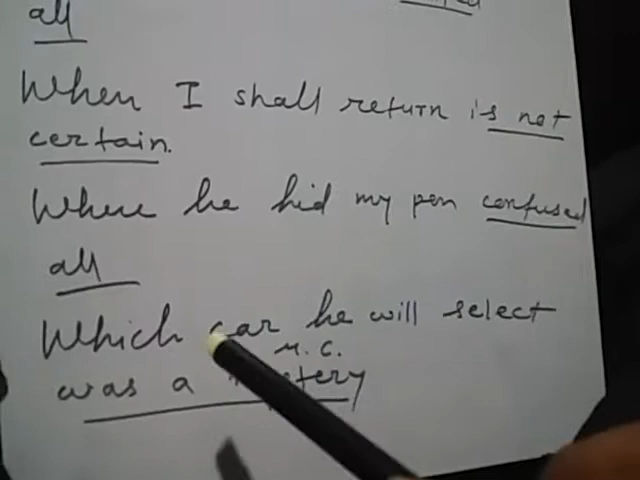 all
When I shall return is not
certain.
Where he hid my pen confused
all
Which car he will select
M.C.
was a